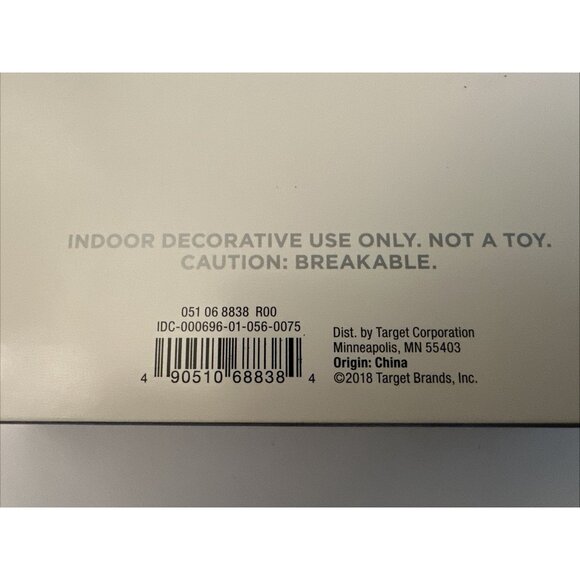 INDOOR DECORATIVE USE ONLY. NOT A TOY.
CAUTION: BREAKABLE.
051 06 8838 R00
IDC-000696-01-056-0075
4 90510 68838 4
Dist. by Target Corporation
Minneapolis, MN 55403
Origin: China
©2018 Target Brands, Inc.